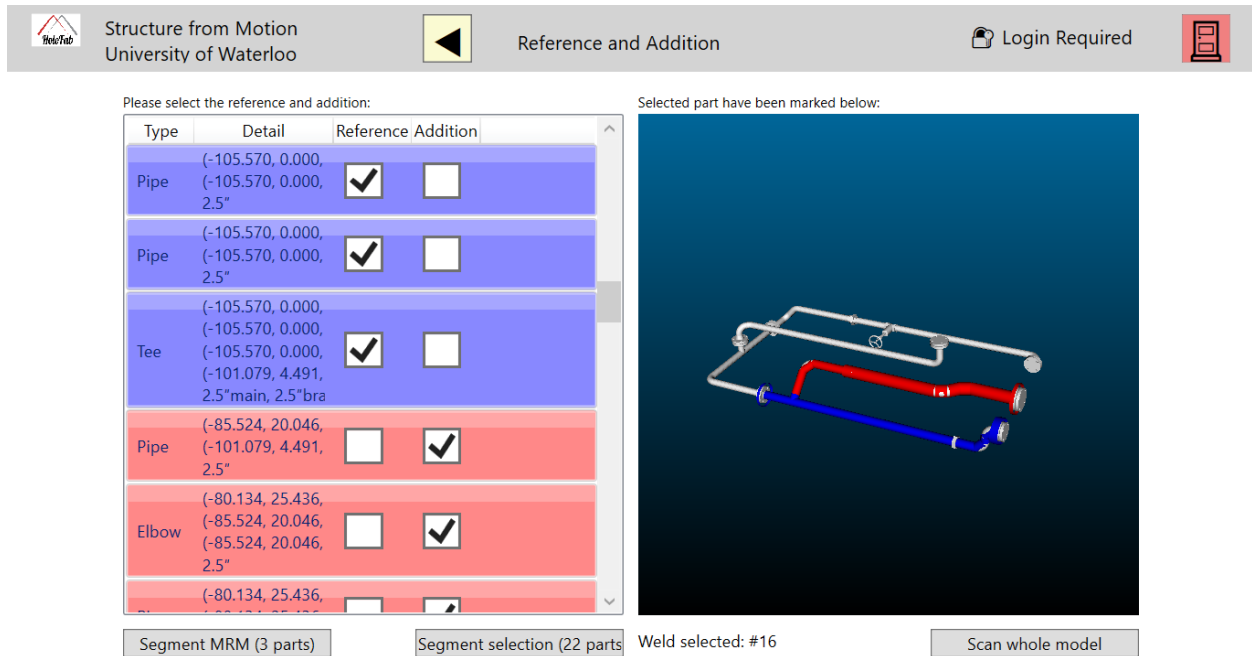 HoloFab
Structure from Motion
University of Waterloo
Reference and Addition
Login Required
Please select the reference and addition:
Selected part have been marked below:
Type Detail Reference Addition
(-105.570, 0.000,
Pipe (-105.570, 0.000,
2.5"
(-105.570, 0.000,
Pipe (-105.570, 0.000,
2.5"
(-105.570, 0.000,
(-105.570, 0.000,
Tee (-105.570, 0.000,
(-101.079, 4.491,
2.5"main, 2.5"bra
(-85.524, 20.046,
Pipe (-101.079, 4.491,
2.5"
(-80.134, 25.436,
Elbow (-85.524, 20.046,
(-85.524, 20.046,
2.5"
(-80.134, 25.436,
Segment MRM (3 parts)
Segment selection (22 parts
Weld selected: #16
Scan whole model